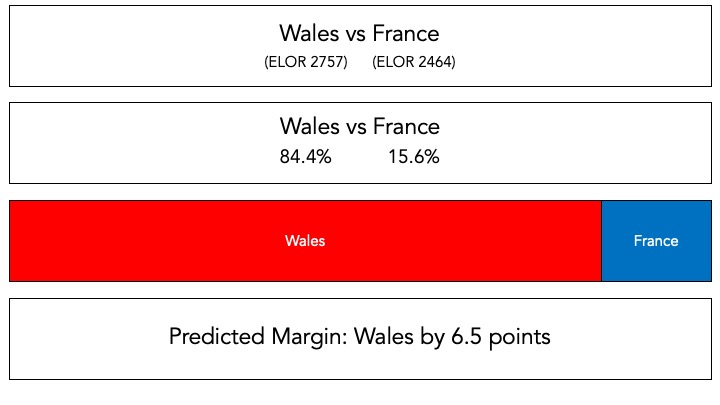 Wales vs France
(ELOR 2757) (ELOR 2464)
Wales vs France
84.4% 15.6%
Wales France
Predicted Margin: Wales by 6.5 points